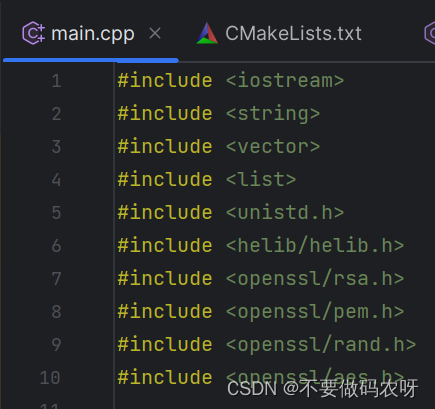 main.cpp × CMakeLists.txt
1 #include <iostream>
2 #include <string>
3 #include <vector>
4 #include <list>
5 #include <unistd.h>
6 #include <helib/helib.h>
7 #include <openssl/rsa.h>
8 #include <openssl/pem.h>
9 #include <openssl/rand.h>
10 #include <openssl/aes.h>
CSDN @不要做码农呀